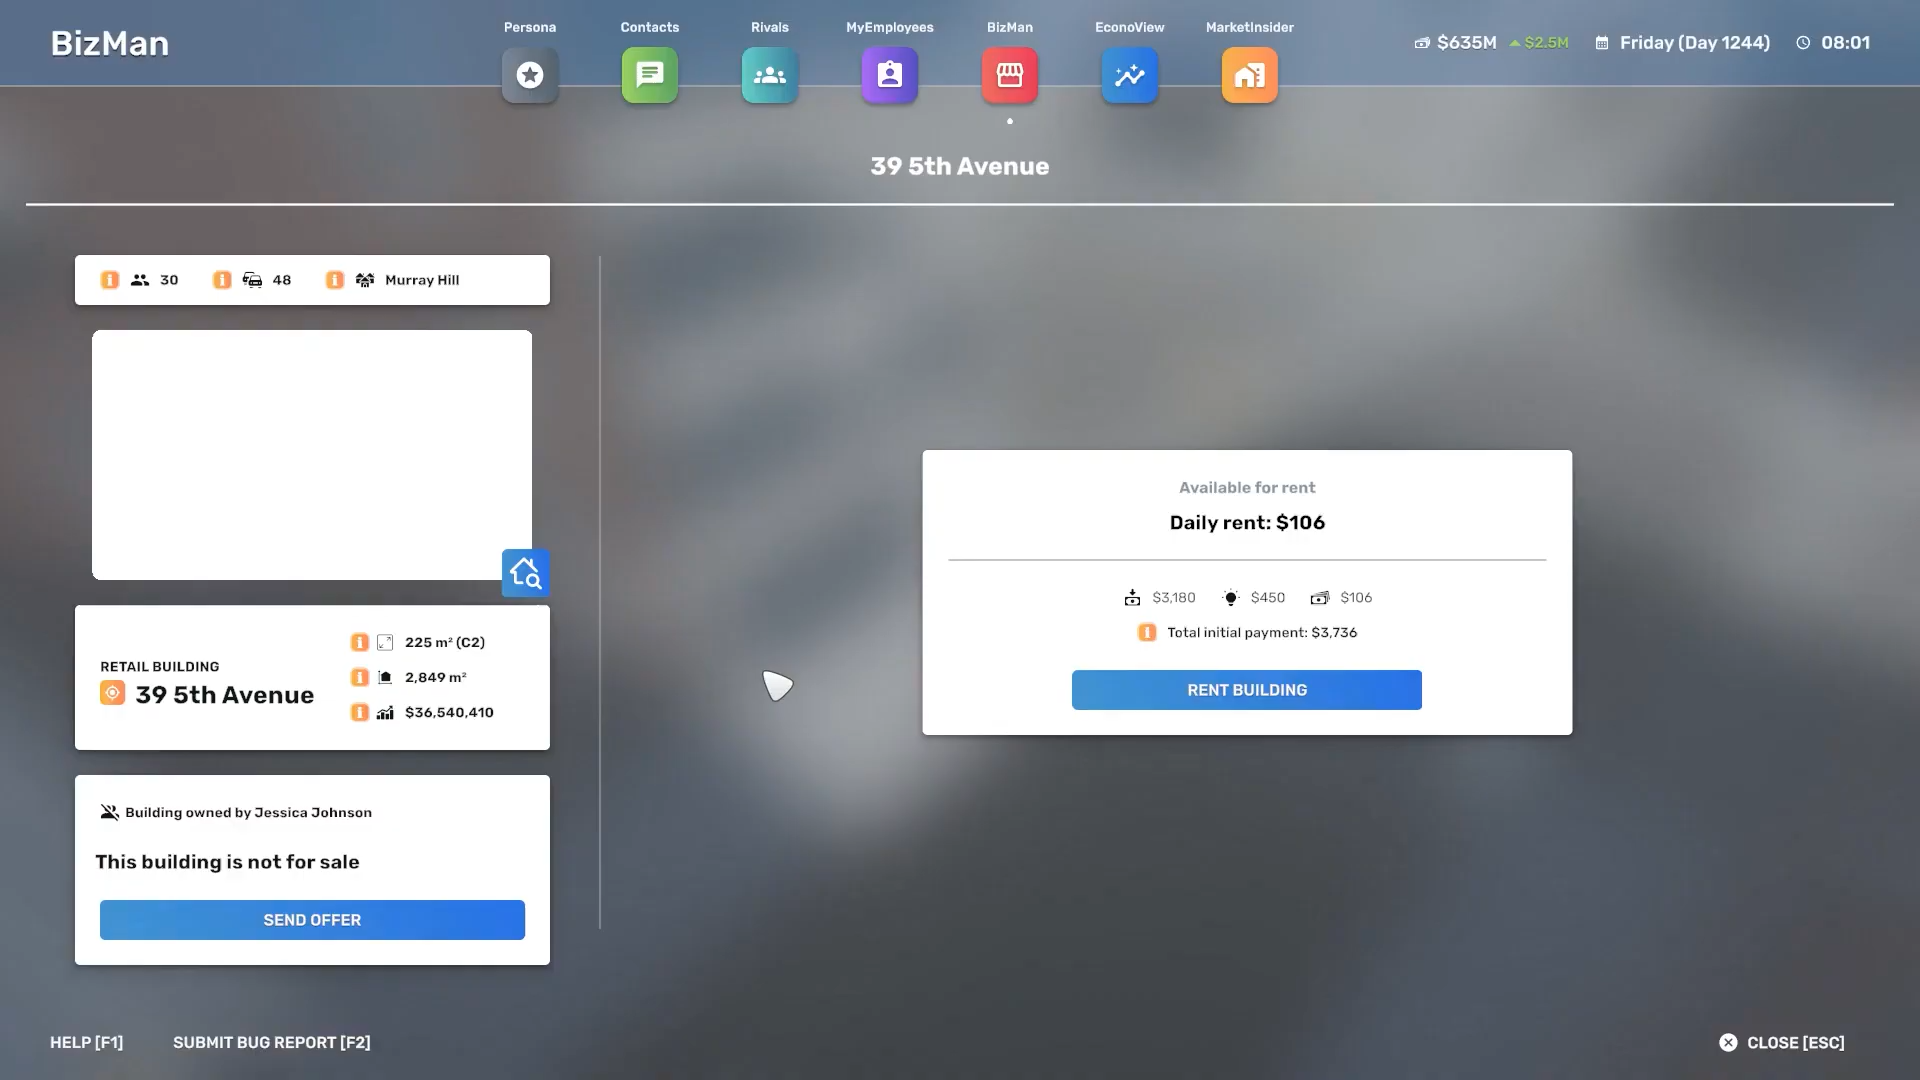 BizMan
Persona
Contacts
Rivals
MyEmployees
BizMan
EconoView
MarketInsider
$635M
$2.5M
Friday (Day 1244)
08:01
39 5th Avenue
30
48
Murray Hill
RETAIL BUILDING
39 5th Avenue
225 m² (C2)
2,849 m²
$36,540,410
Building owned by Jessica Johnson
This building is not for sale
SEND OFFER
Available for rent
Daily rent: $106
$3,180
$450
$106
Total initial payment: $3,736
RENT BUILDING
HELP [F1]
SUBMIT BUG REPORT [F2]
CLOSE [ESC]